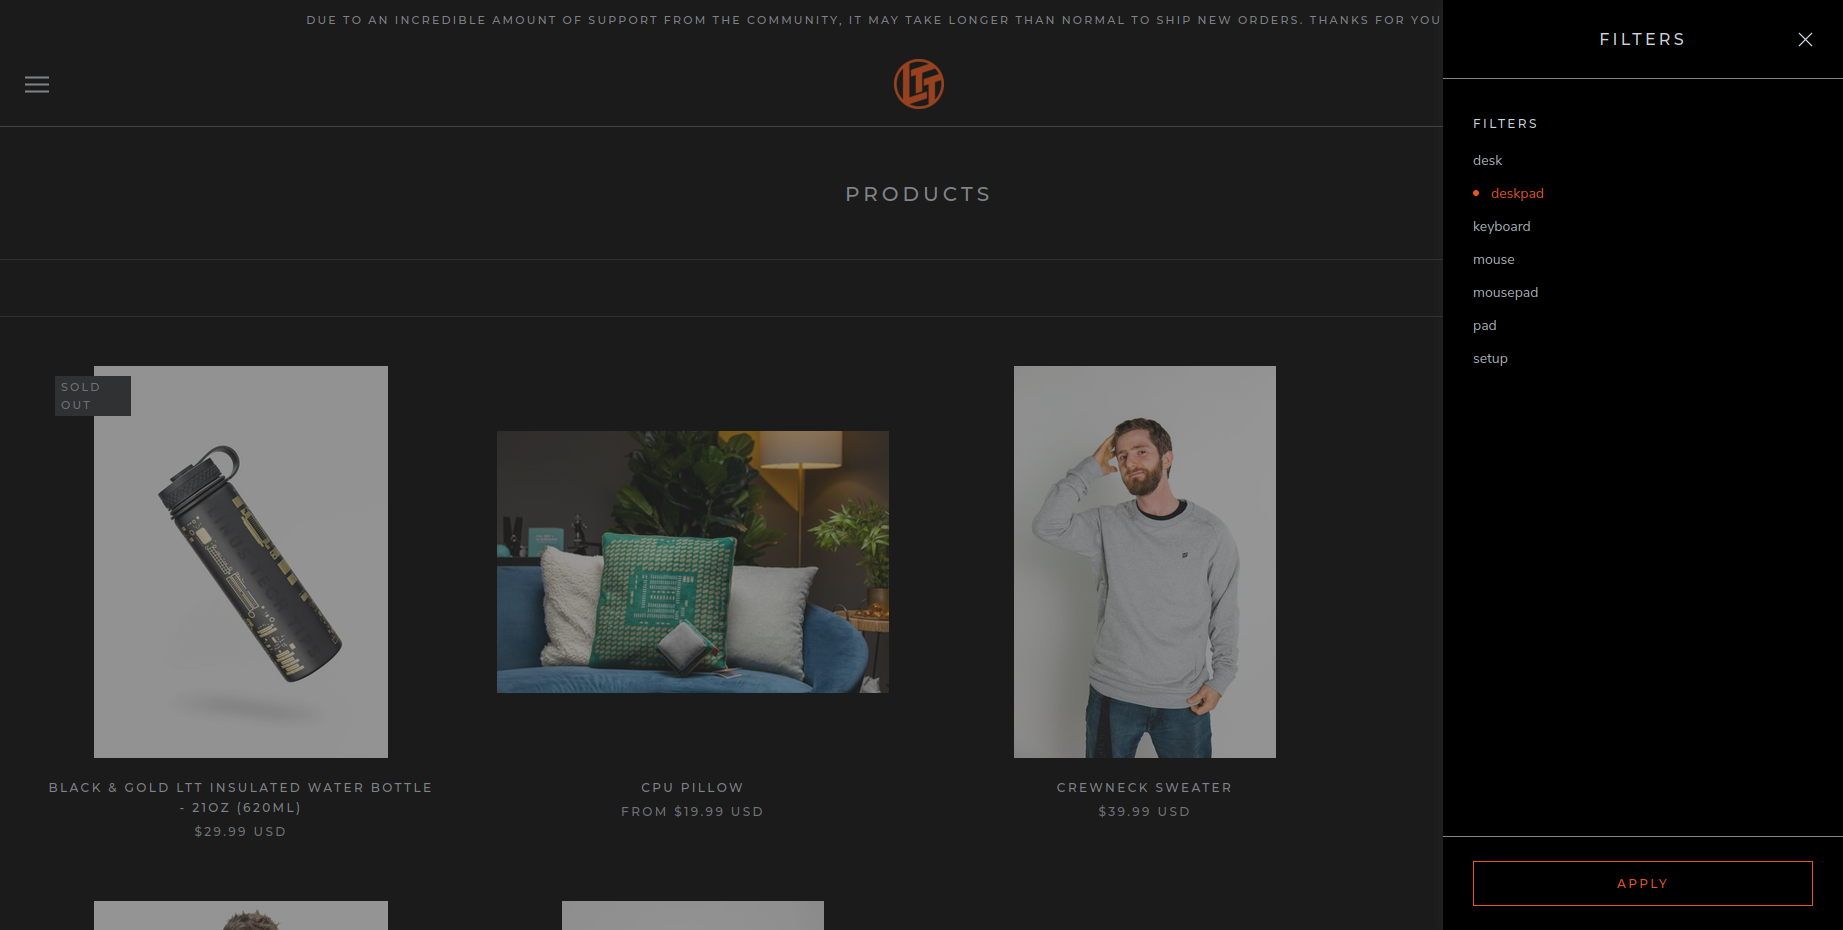 DUE TO AN INCREDIBLE AMOUNT OF SUPPORT FROM THE COMMUNITY, IT MAY TAKE LONGER THAN NORMAL TO SHIP NEW ORDERS. THANKS FOR YOU
LTT
PRODUCTS
SOLD
OUT
BLACK & GOLD LTT INSULATED WATER BOTTLE
- 21OZ (620ML)
$29.99 USD
CPU PILLOW
FROM $19.99 USD
CREWNECK SWEATER
$39.99 USD
FILTERS
FILTERS
desk
deskpad
keyboard
mouse
mousepad
pad
setup
APPLY